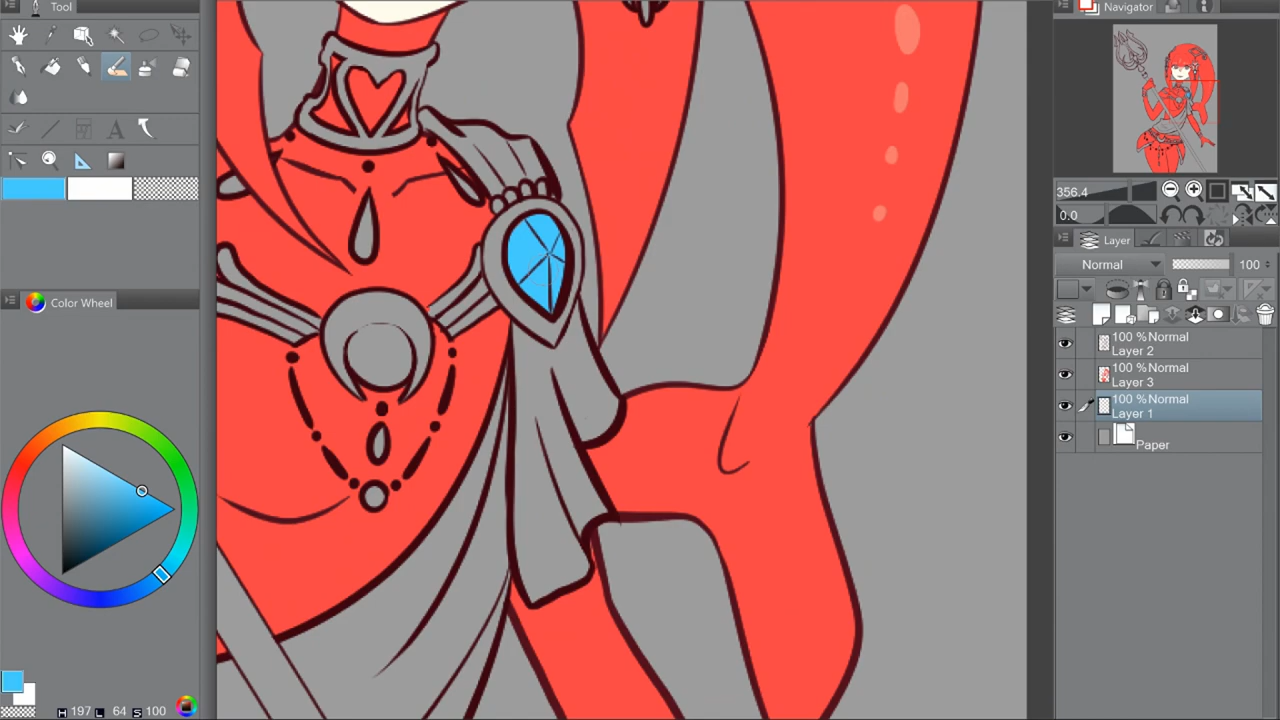 Tool
Navigator
A
356.4
0.0
Layer
Normal
100
Color Wheel
100 %Normal
Layer 2
100 %Normal
Layer 3
100 %Normal
Layer 1
Paper
H 197 L 64 S 100